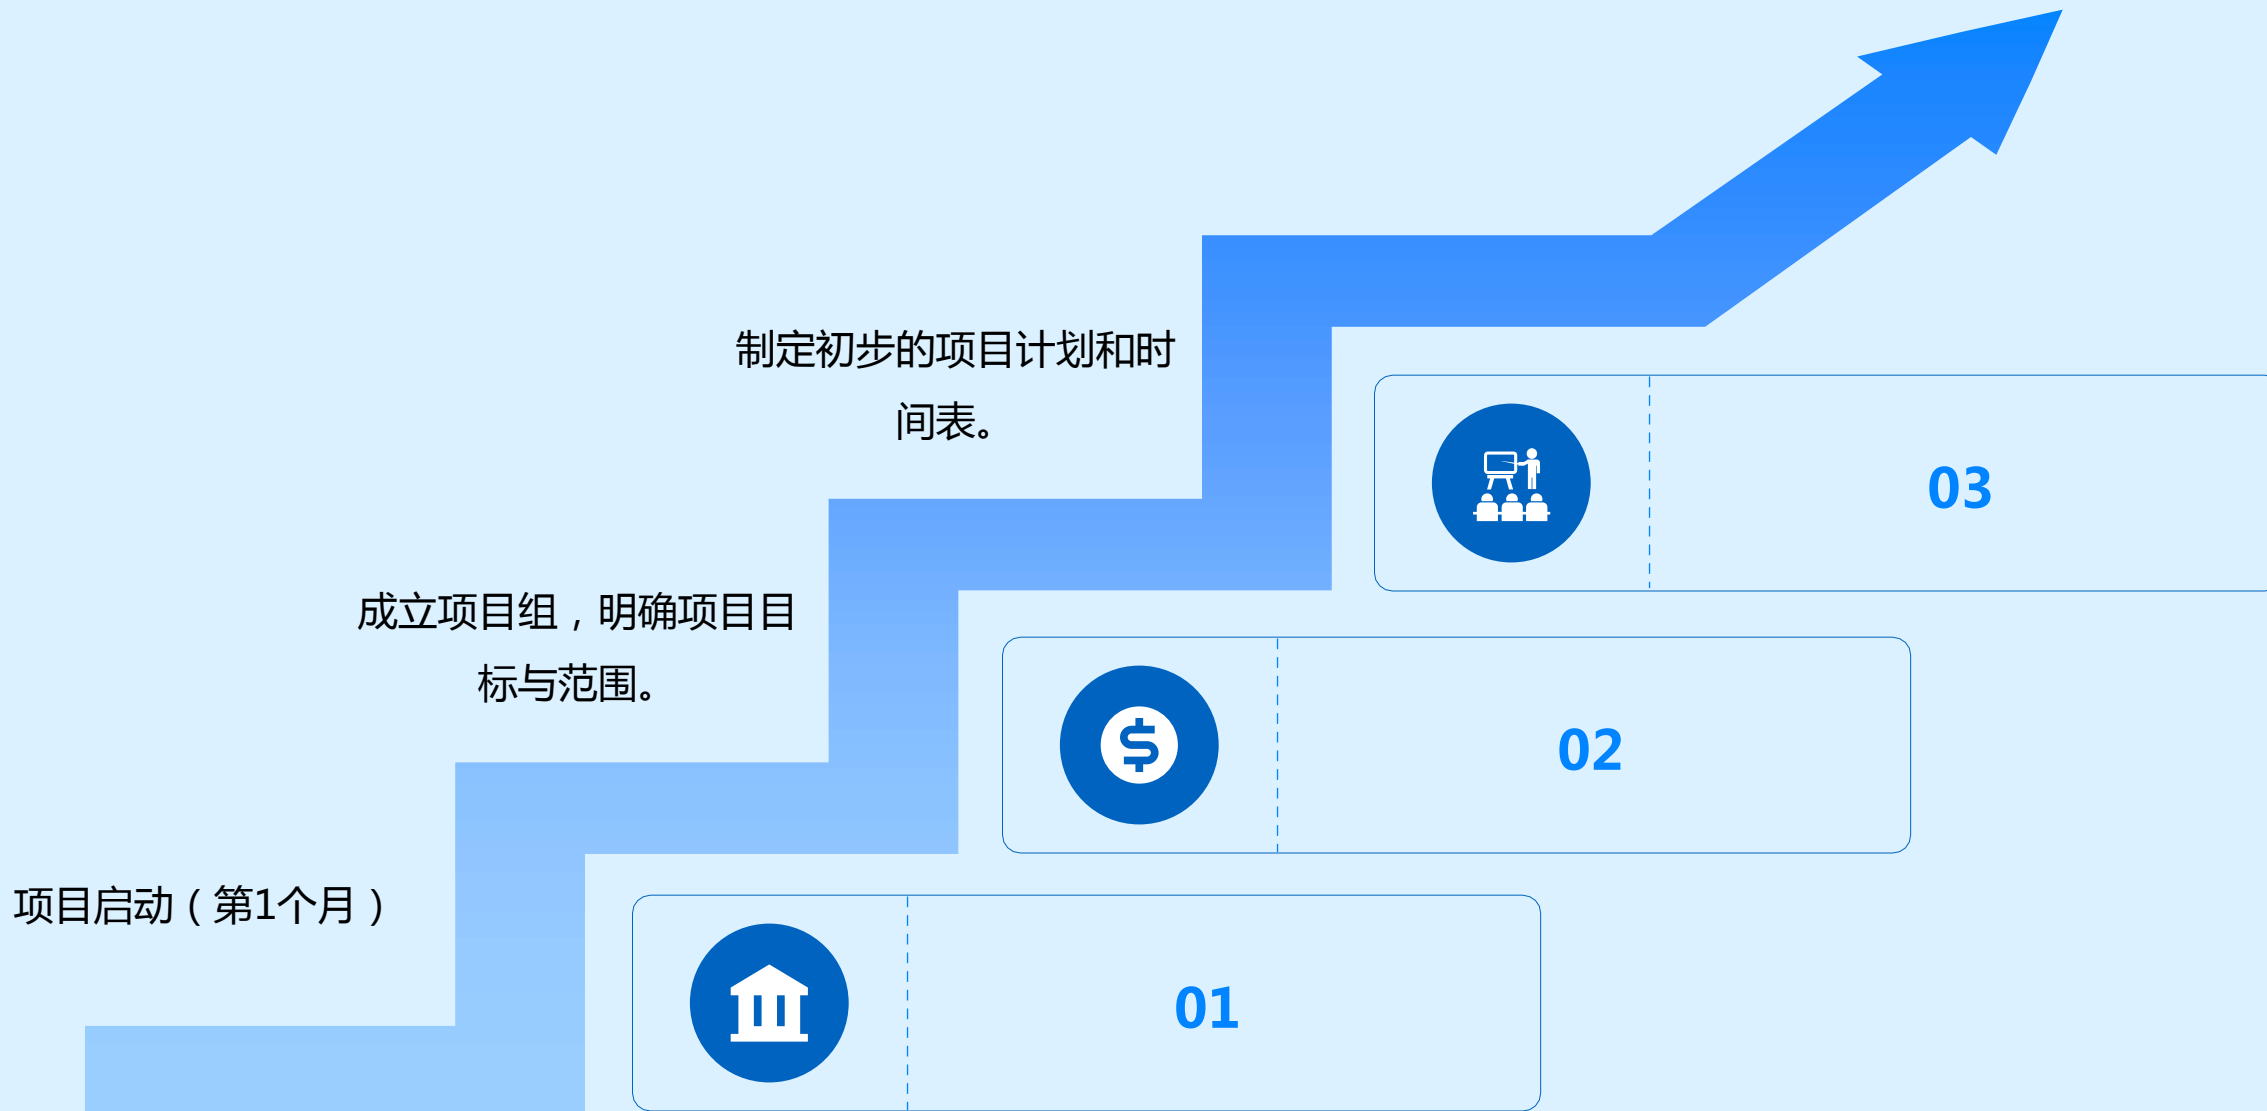 制定初步的项目计划和时
间表。
03
成立项目组，明确项目目
标与范围。
02
项目启动（第1个月）
01